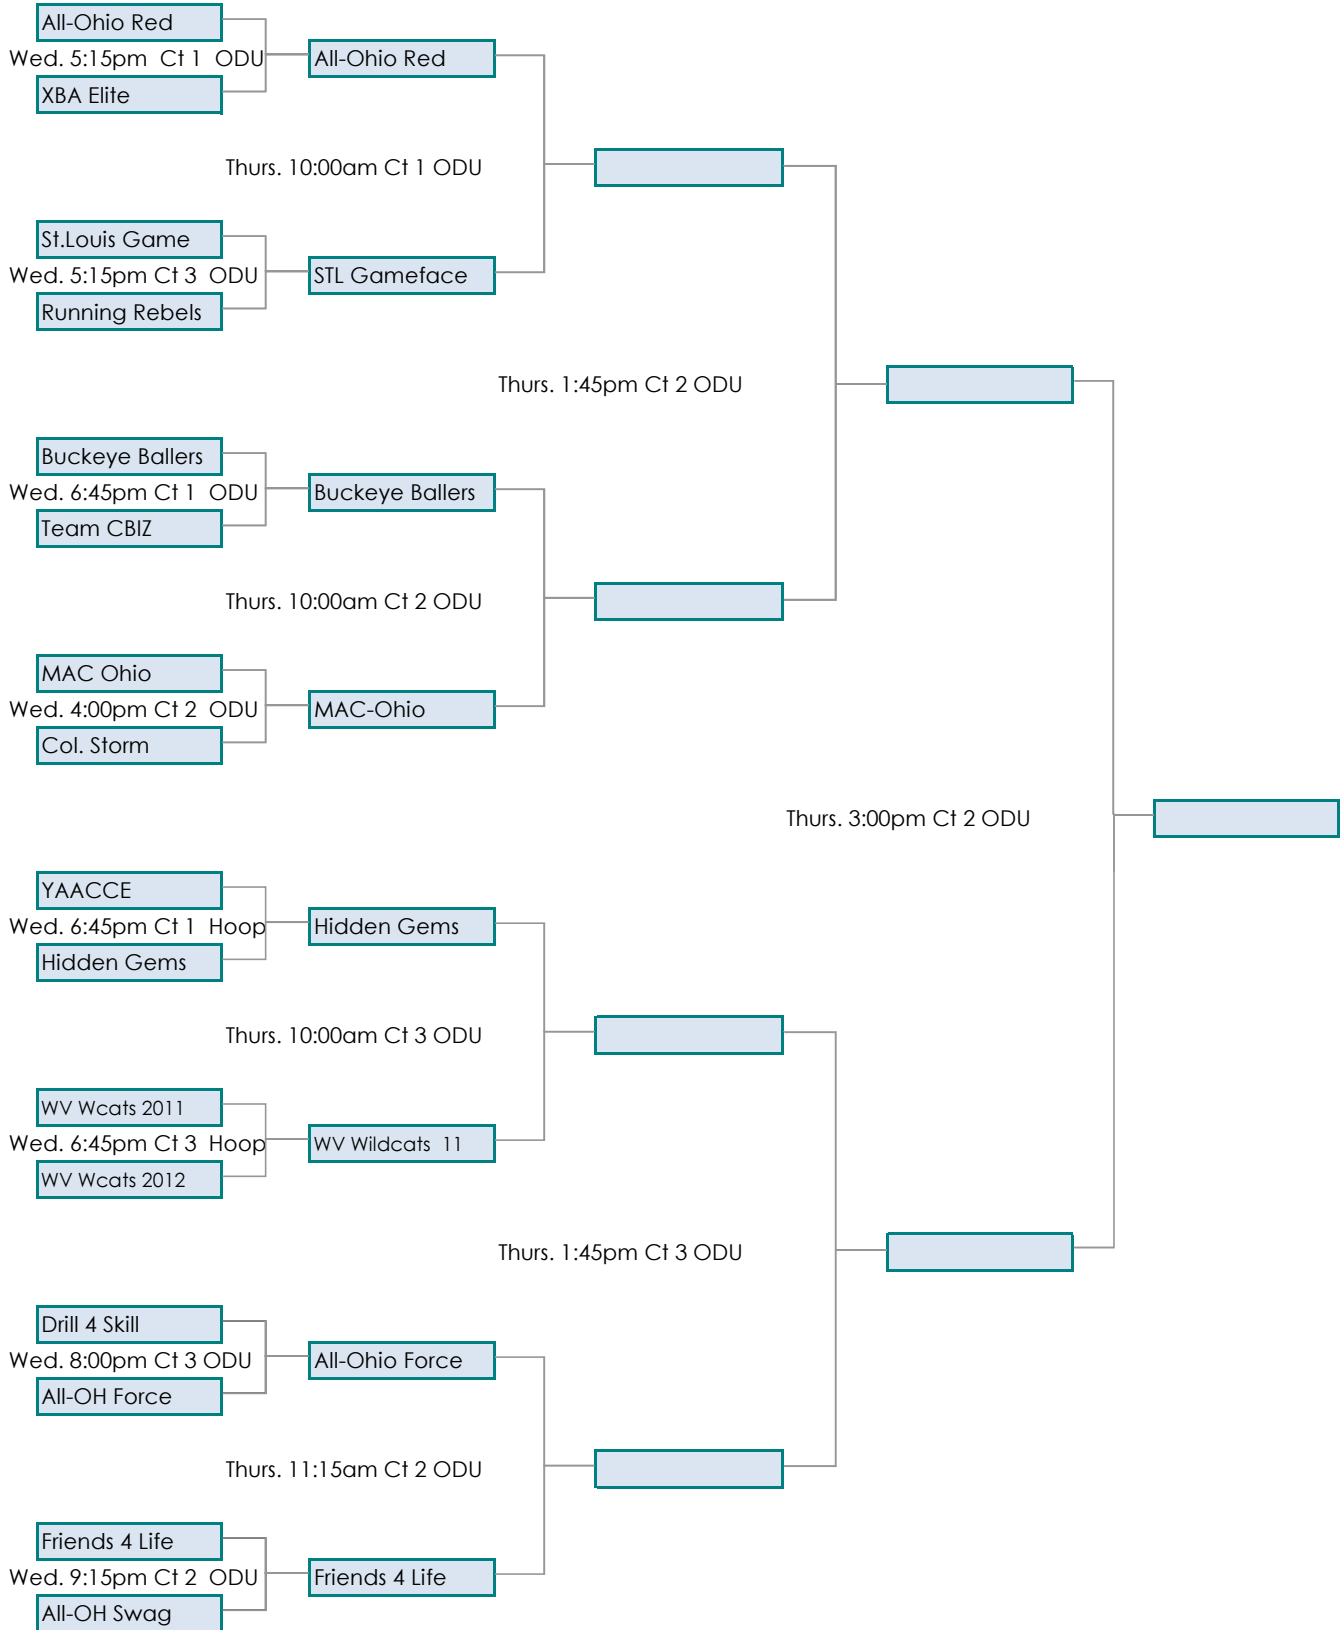 All-Ohio Red
Wed. 5:15pm  Ct 1  ODU
All-Ohio Red
XBA Elite
Thurs. 10:00am Ct 1 ODU
St.Louis Game
Wed. 5:15pm Ct 3  ODU
STL Gameface
Running Rebels
Thurs. 1:45pm Ct 2 ODU
Buckeye Ballers
Wed. 6:45pm Ct 1  ODU
Buckeye Ballers
Team CBIZ
Thurs. 10:00am Ct 2 ODU
MAC Ohio
Wed. 4:00pm Ct 2  ODU
MAC-Ohio
Col. Storm
Thurs. 3:00pm Ct 2 ODU
YAACCE
Wed. 6:45pm Ct 1  Hoop
Hidden Gems
Hidden Gems
Thurs. 10:00am Ct 3 ODU
WV Wcats 2011
Wed. 6:45pm Ct 3  Hoop
WV Wildcats  11
WV Wcats 2012
Thurs. 1:45pm Ct 3 ODU
Drill 4 Skill
Wed. 8:00pm Ct 3 ODU
All-Ohio Force
All-OH Force
Thurs. 11:15am Ct 2 ODU
Friends 4 Life
Wed. 9:15pm Ct 2  ODU
Friends 4 Life
All-OH Swag